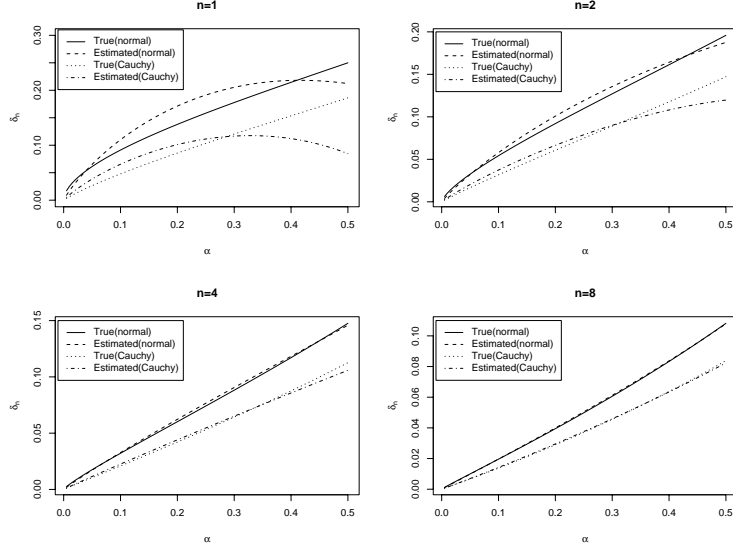 n=1
True(normal)
Estimated(normal)
True(Cauchy)
Estimated(Cauchy)
0.30
0.20
0.10
0.00
δn
0.0 0.1 0.2 0.3 0.4 0.5
α
n=2
True(normal)
Estimated(normal)
True(Cauchy)
Estimated(Cauchy)
0.20
0.15
0.10
0.05
0.00
δn
0.0 0.1 0.2 0.3 0.4 0.5
α
n=4
True(normal)
Estimated(normal)
True(Cauchy)
Estimated(Cauchy)
0.15
0.10
0.05
0.00
δn
0.0 0.1 0.2 0.3 0.4 0.5
α
n=8
True(normal)
Estimated(normal)
True(Cauchy)
Estimated(Cauchy)
0.10
0.08
0.06
0.04
0.02
0.00
δn
0.0 0.1 0.2 0.3 0.4 0.5
α